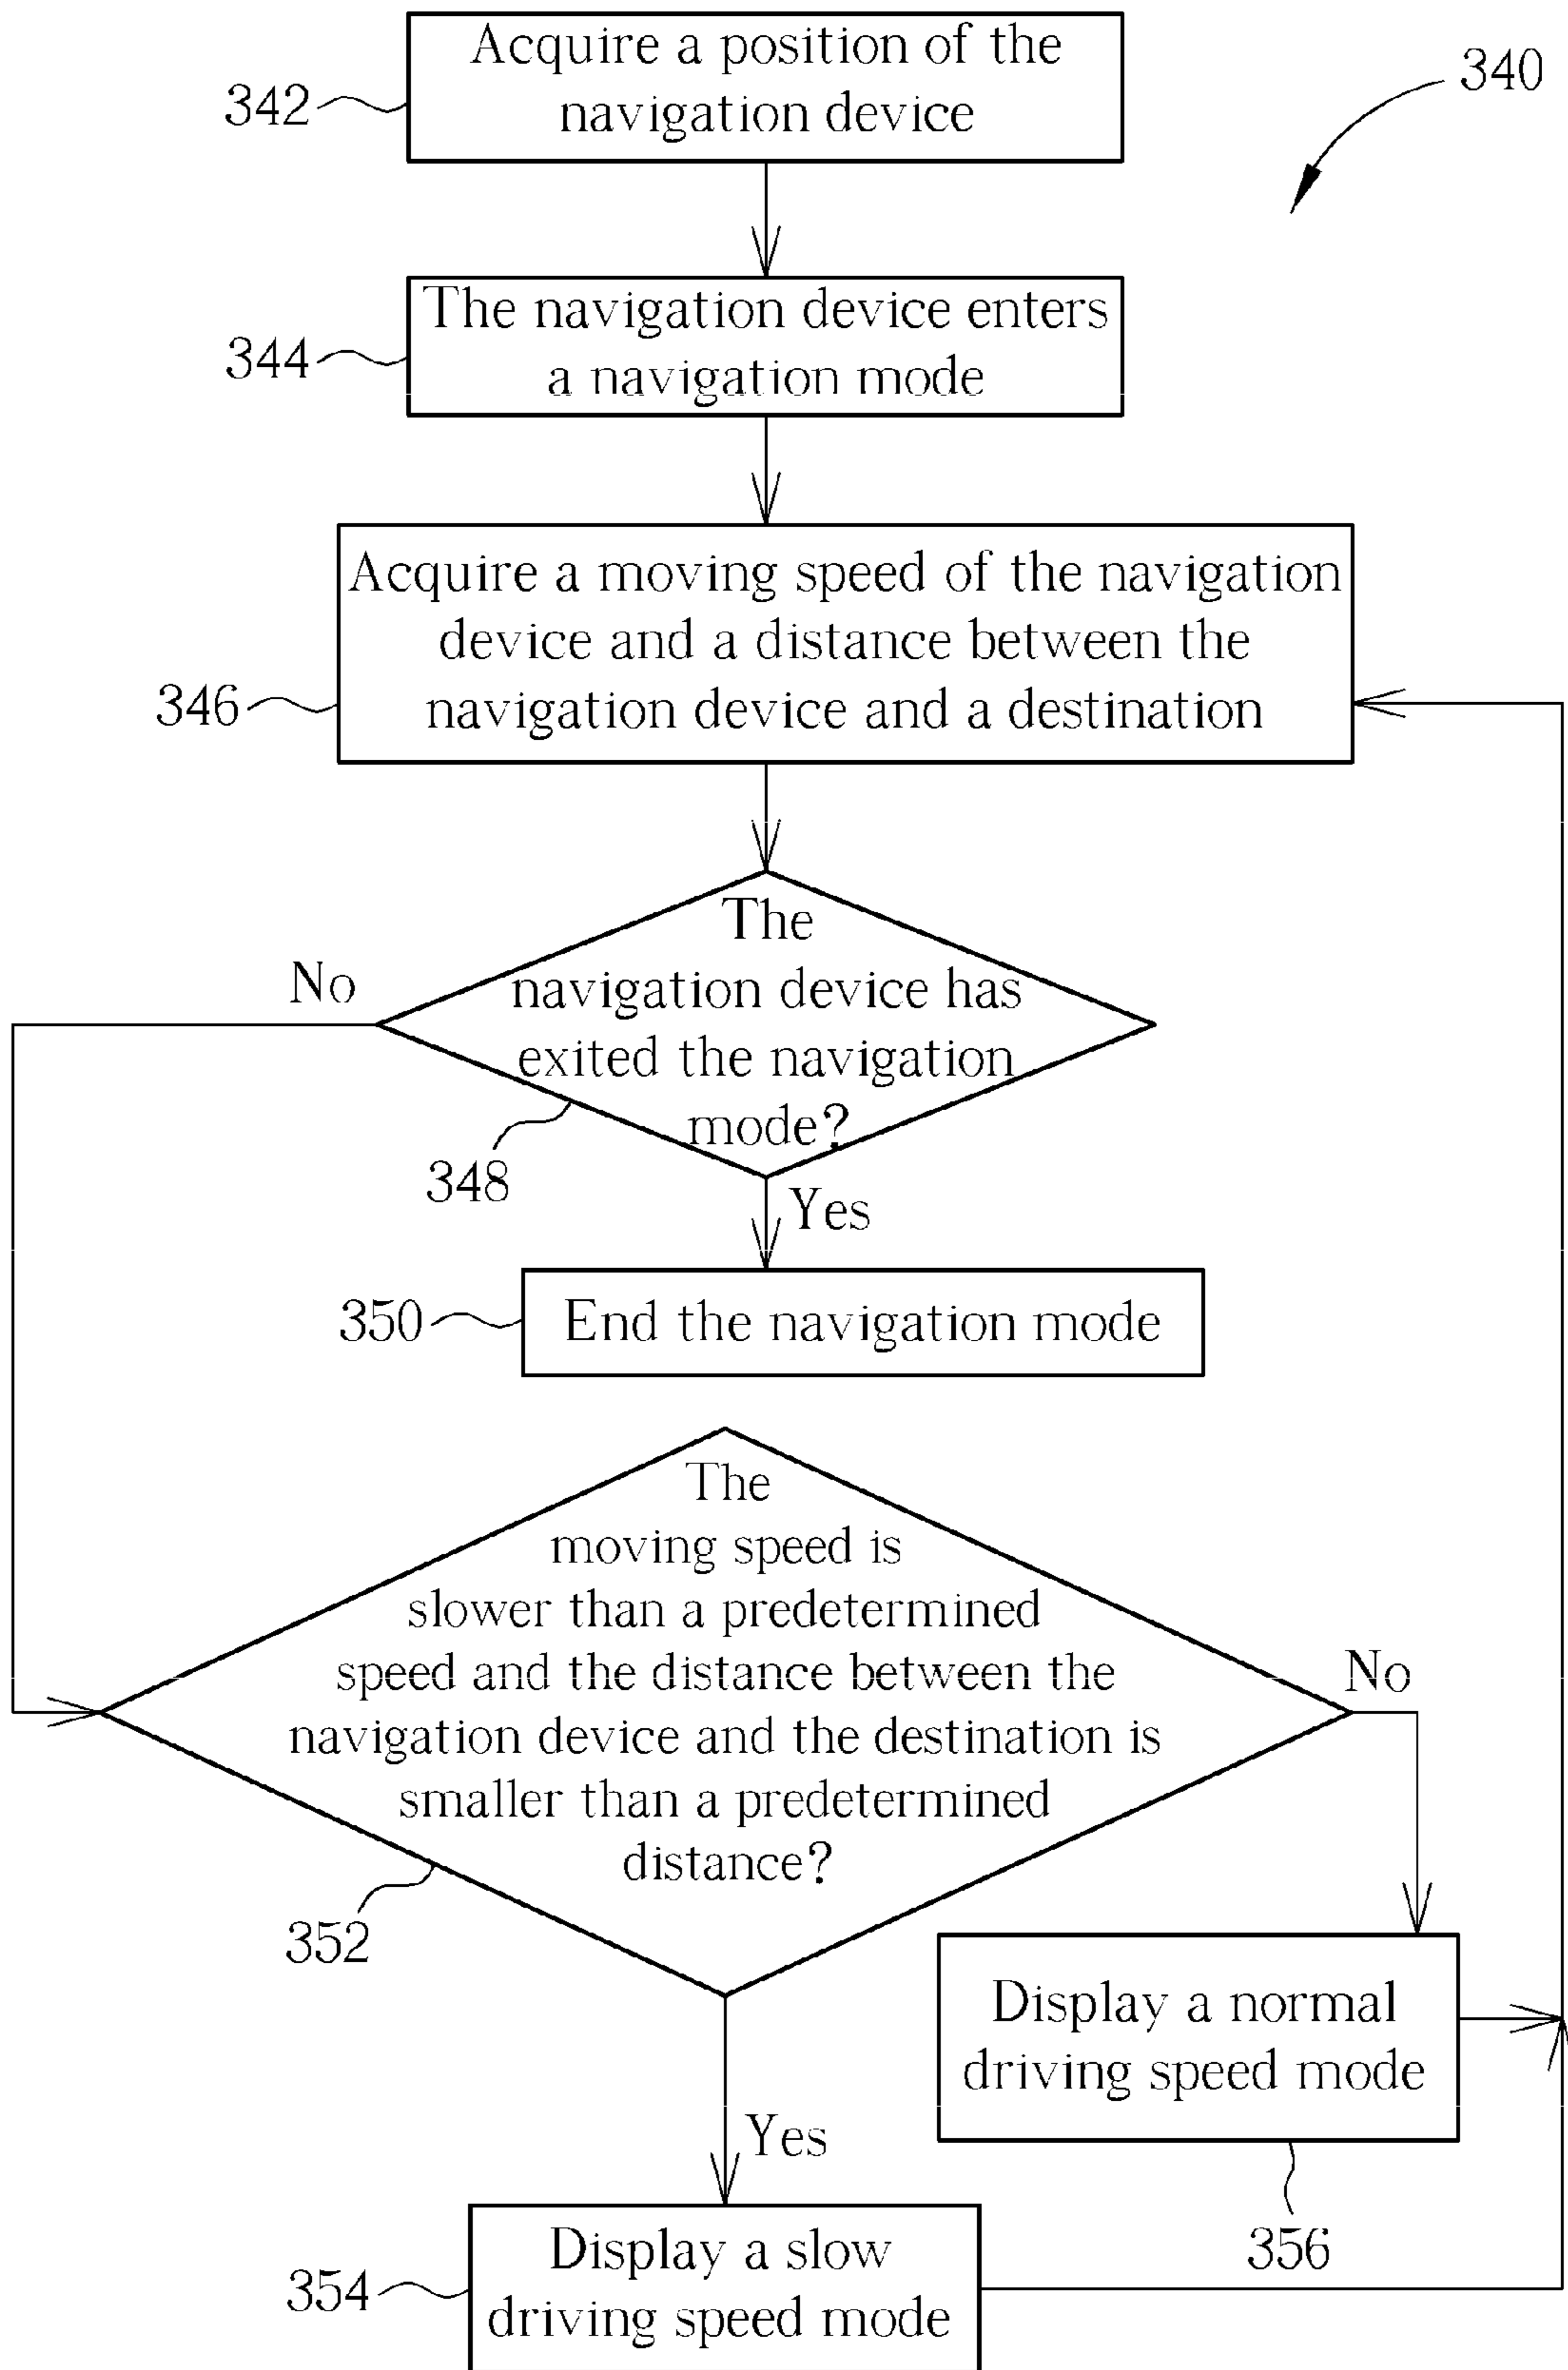 Acquire a position of the
navigation device
342
340
The navigation device enters
a navigation mode
344
Acquire a moving speed of the navigation
device and a distance between the
navigation device and a destination
346
The
navigation device has
exited the navigation
mode?
No
348
Yes
350
End the navigation mode
The
moving speed is
slower than a predetermined
speed and the distance between the
navigation device and the destination is
smaller than a predetermined
distance?
No
352
Display a normal
driving speed mode
Yes
356
Display a slow
driving speed mode
354